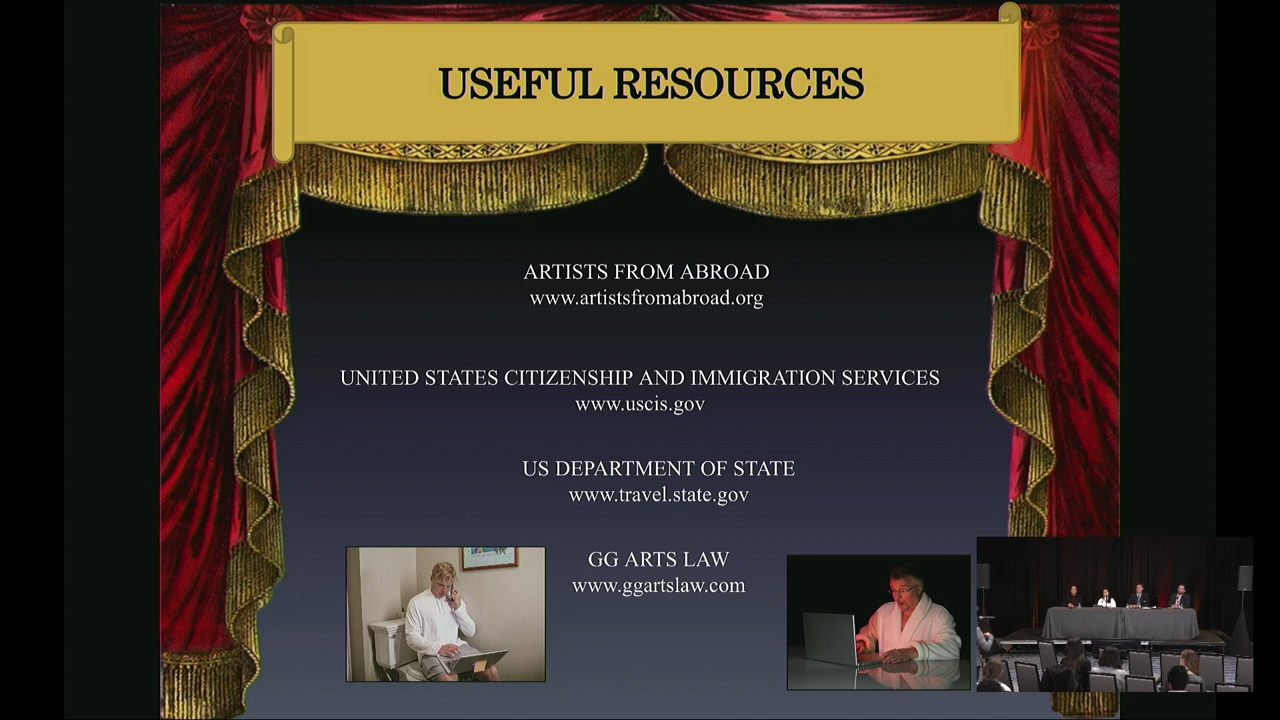 USEFUL RESOURCES
ARTISTS FROM ABROAD
www.artistsfromabroad.org
UNITED STATES CITIZENSHIP AND IMMIGRATION SERVICES
www.uscis.gov
US DEPARTMENT OF STATE
www.travel.state.gov
GG ARTS LAW
www.ggartslaw.com